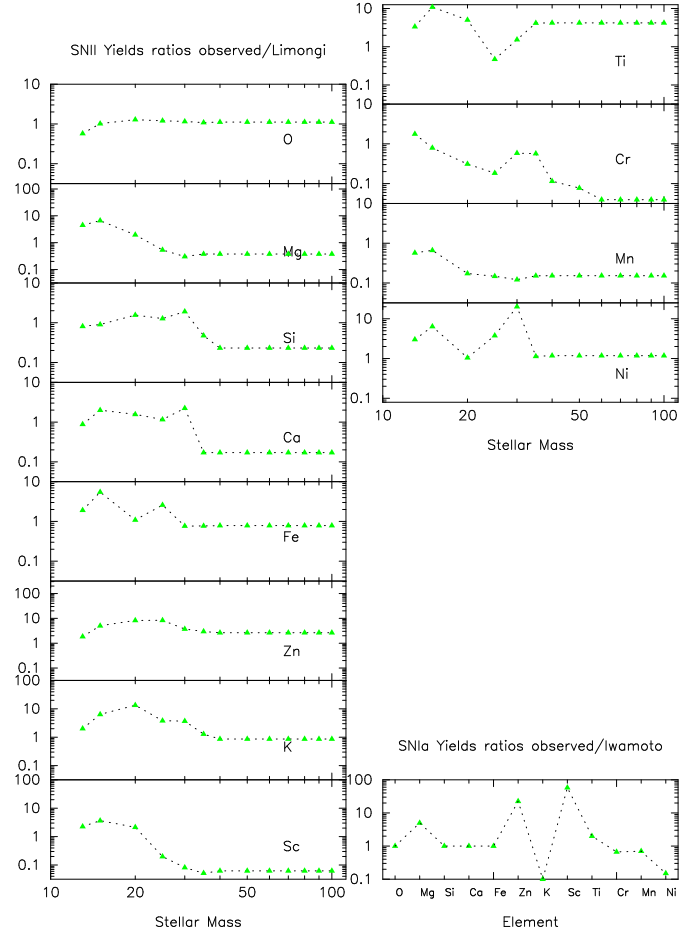 SNII Yields ratios observed/Limongi
10
1
0.1
O
100
10
1
0.1
Mg
10
1
0.1
Si
10
1
0.1
Ca
10
1
0.1
Fe
100
10
1
0.1
Zn
100
10
1
0.1
K
100
10
1
0.1
Sc
10 20 50 100
Stellar Mass
10
1
0.1
Ti
10
1
0.1
Cr
10
1
0.1
Mn
10
1
0.1
Ni
10 20 50 100
Stellar Mass
SNIa Yields ratios observed/Iwamoto
100
10
1
0.1
O Mg Si Ca Fe Zn K Sc Ti Cr Mn Ni
Element